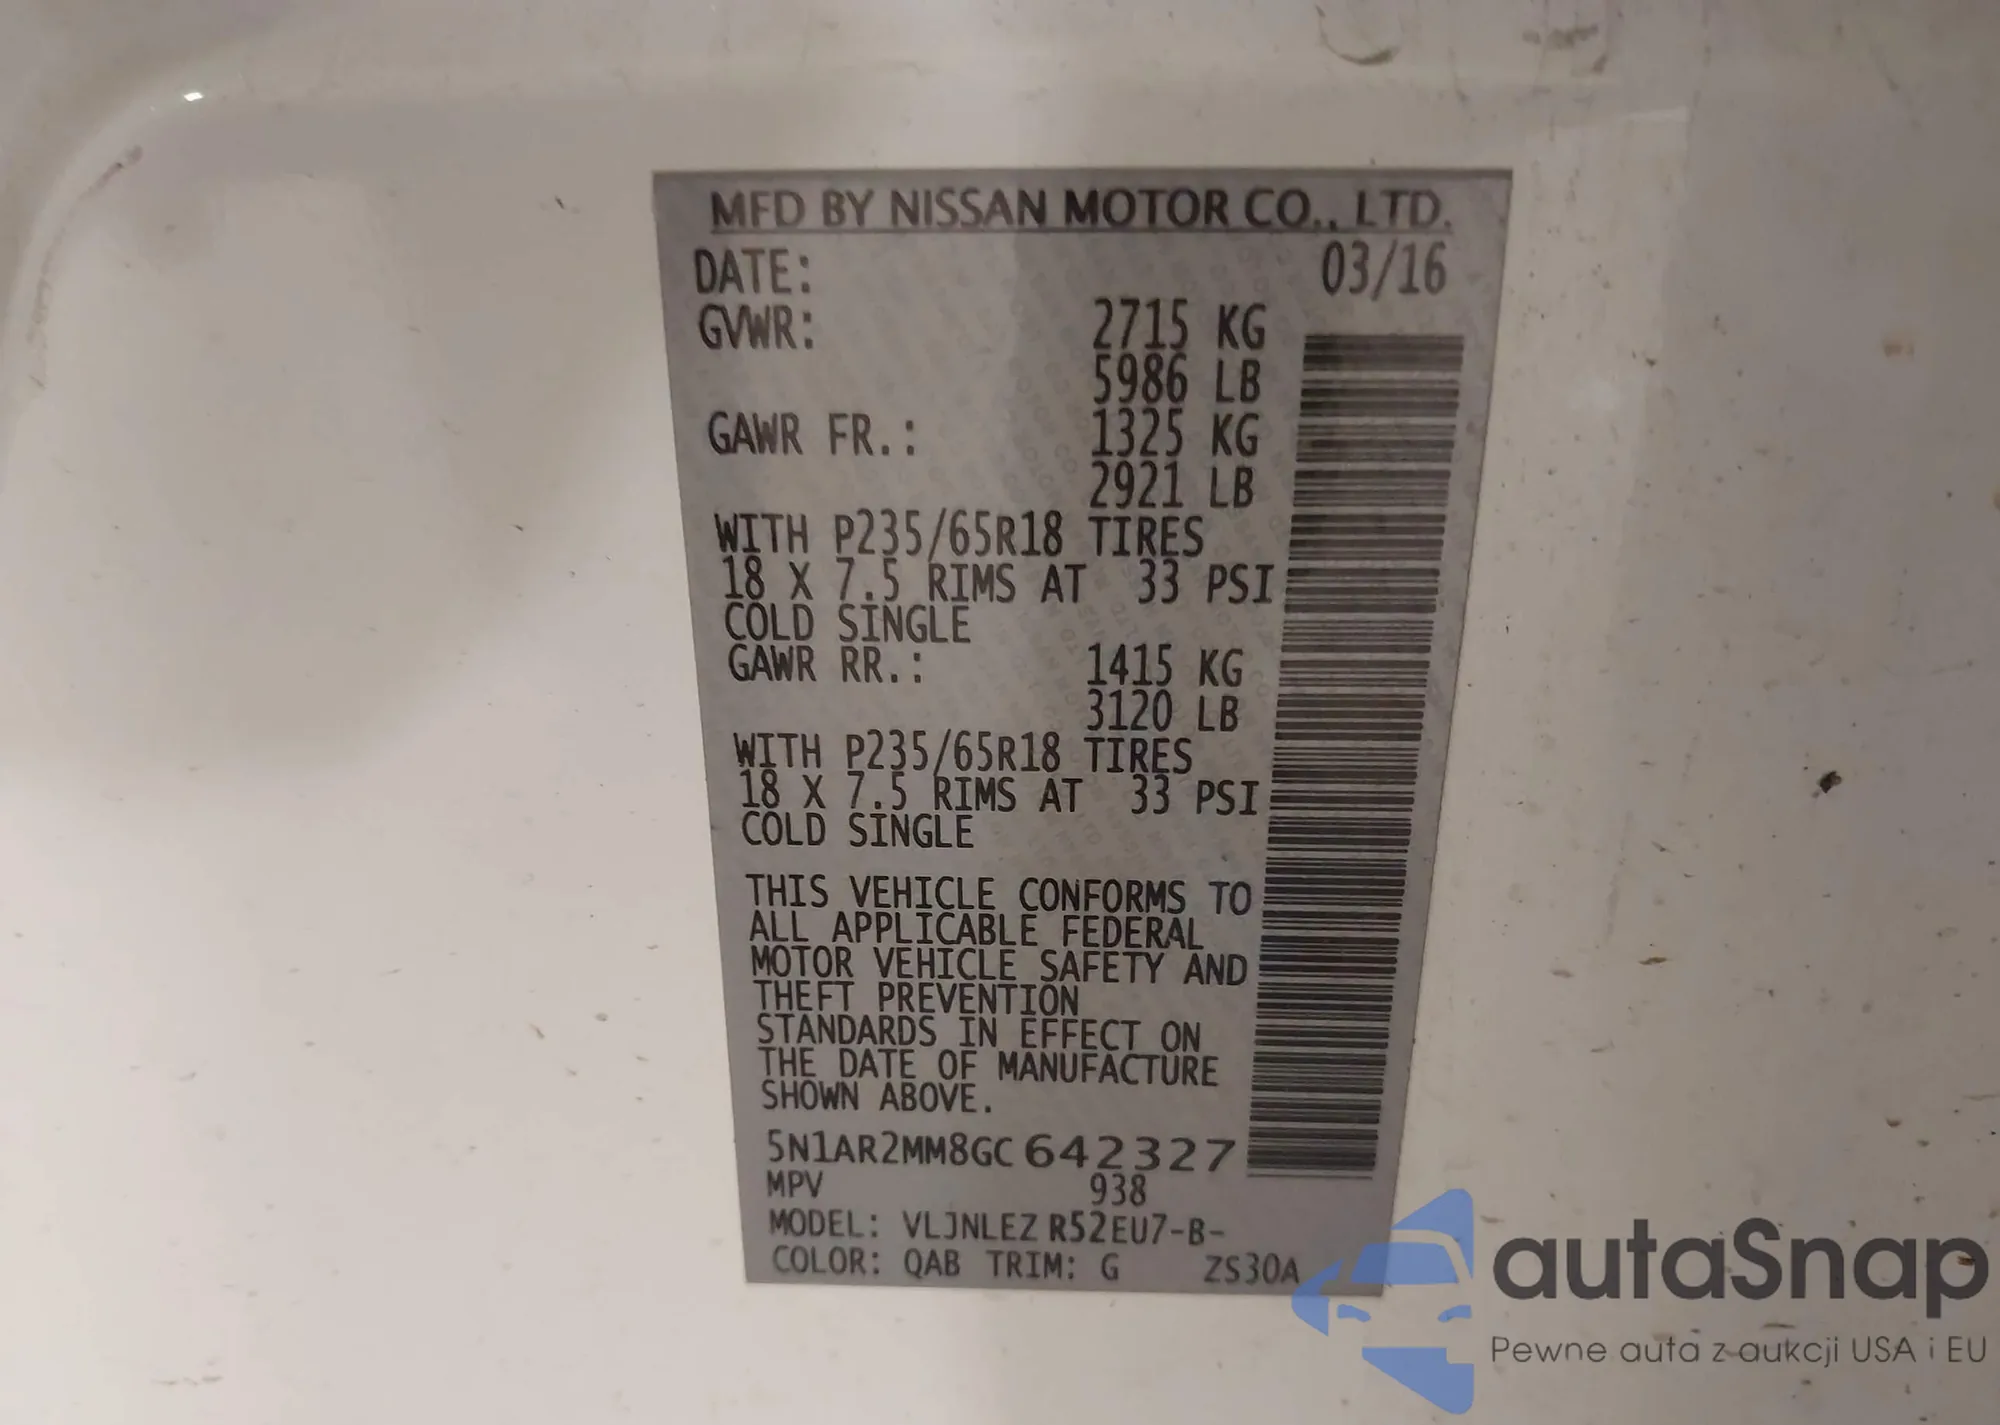 MFD BY NISSAN MOTOR CO., LTD.
DATE: 03/16
GVWR: 2715 KG
5986 LB
GAWR FR.: 1325 KG
2921 LB
WITH P235/65R18 TIRES
18 X 7.5 RIMS AT 33 PSI
COLD SINGLE
GAWR RR.: 1415 KG
3120 LB
WITH P235/65R18 TIRES
18 X 7.5 RIMS AT 33 PSI
COLD SINGLE
THIS VEHICLE CONFORMS TO
ALL APPLICABLE FEDERAL
MOTOR VEHICLE SAFETY AND
THEFT PREVENTION
STANDARDS IN EFFECT ON
THE DATE OF MANUFACTURE
SHOWN ABOVE.
5N1AR2MM8GC642327
MPV 938
MODEL: VLJNLEZ R52EU7-B-
COLOR: QAB TRIM: G ZS30A
autaSnap
Pewne auta z aukcji USA i EU